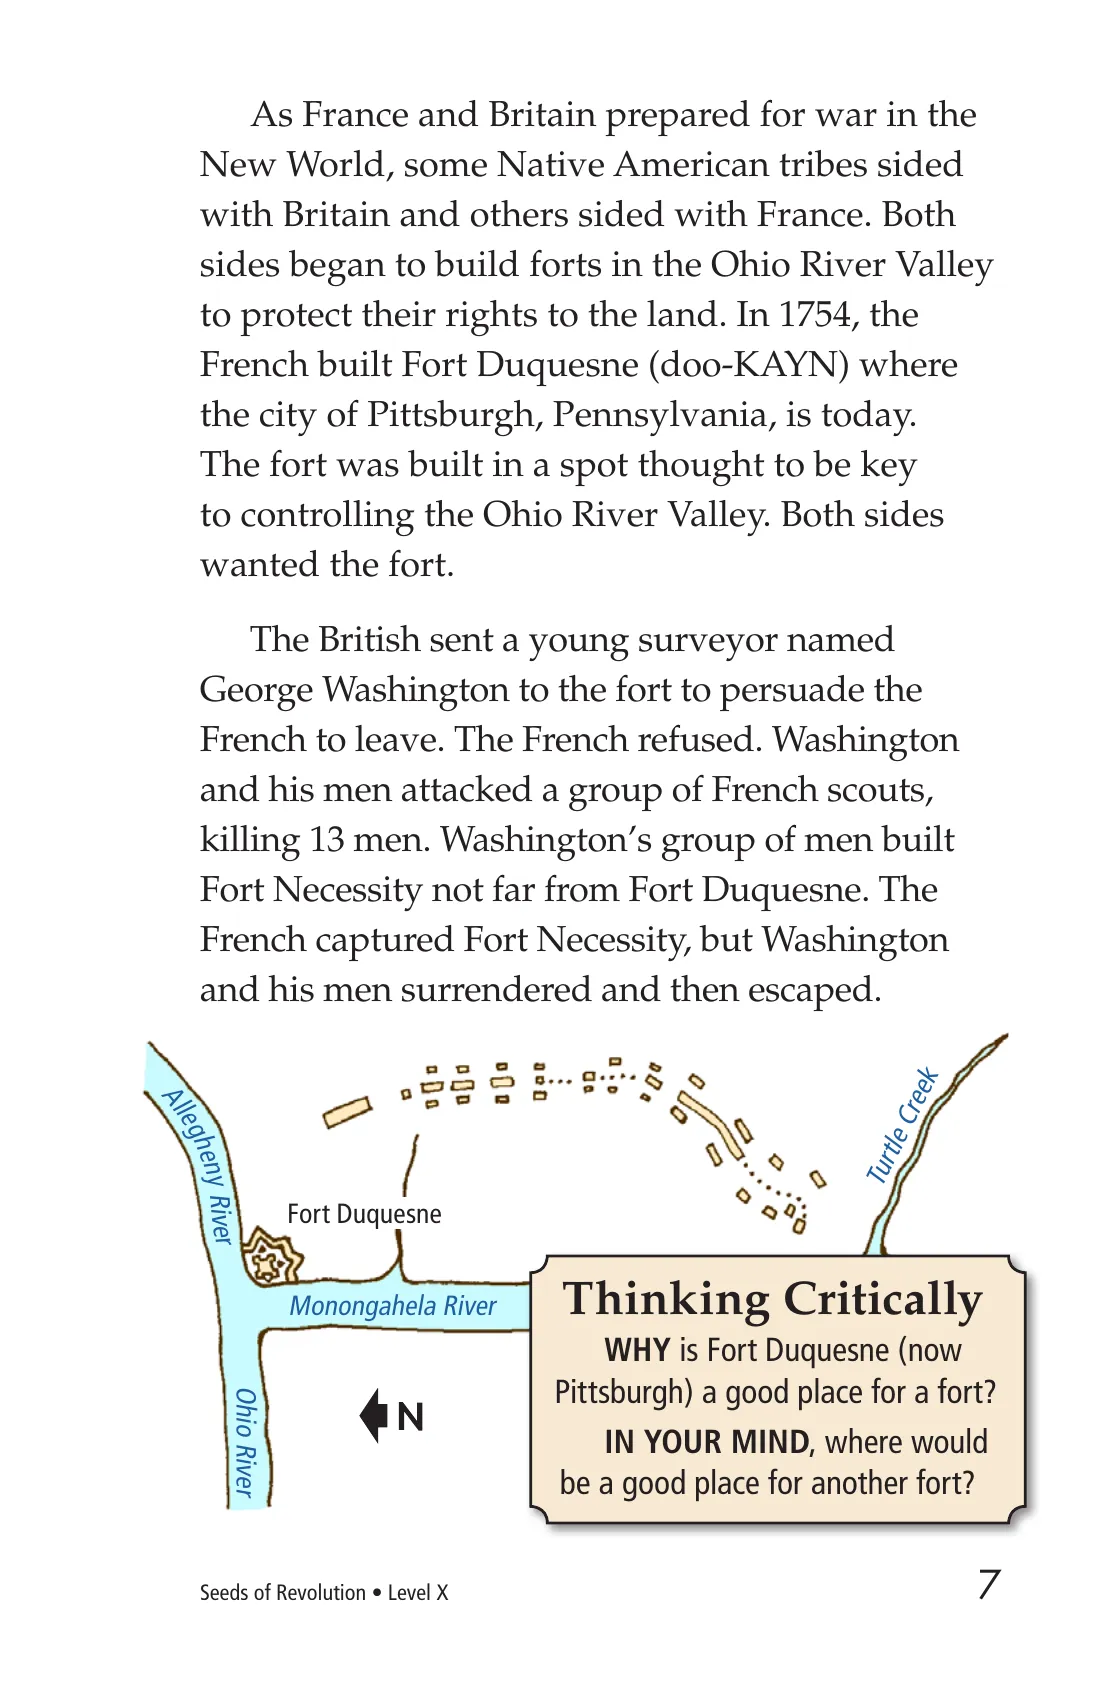 As France and Britain prepared for war in the
New World, some Native American tribes sided
with Britain and others sided with France. Both
sides began to build forts in the Ohio River Valley
to protect their rights to the land. In 1754, the
French built Fort Duquesne (doo-KAYN) where
the city of Pittsburgh, Pennsylvania, is today.
The fort was built in a spot thought to be key
to controlling the Ohio River Valley. Both sides
wanted the fort.
The British sent a young surveyor named
George Washington to the fort to persuade the
French to leave. The French refused. Washington
and his men attacked a group of French scouts,
killing 13 men. Washington’s group of men built
Fort Necessity not far from Fort Duquesne. The
French captured Fort Necessity, but Washington
and his men surrendered and then escaped.
Allegheny River
Turtle Creek
Fort Duquesne
Monongahela River
Ohio River
N
Thinking Critically
WHY is Fort Duquesne (now
Pittsburgh) a good place for a fort?
IN YOUR MIND, where would
be a good place for another fort?
Seeds of Revolution • Level X
7